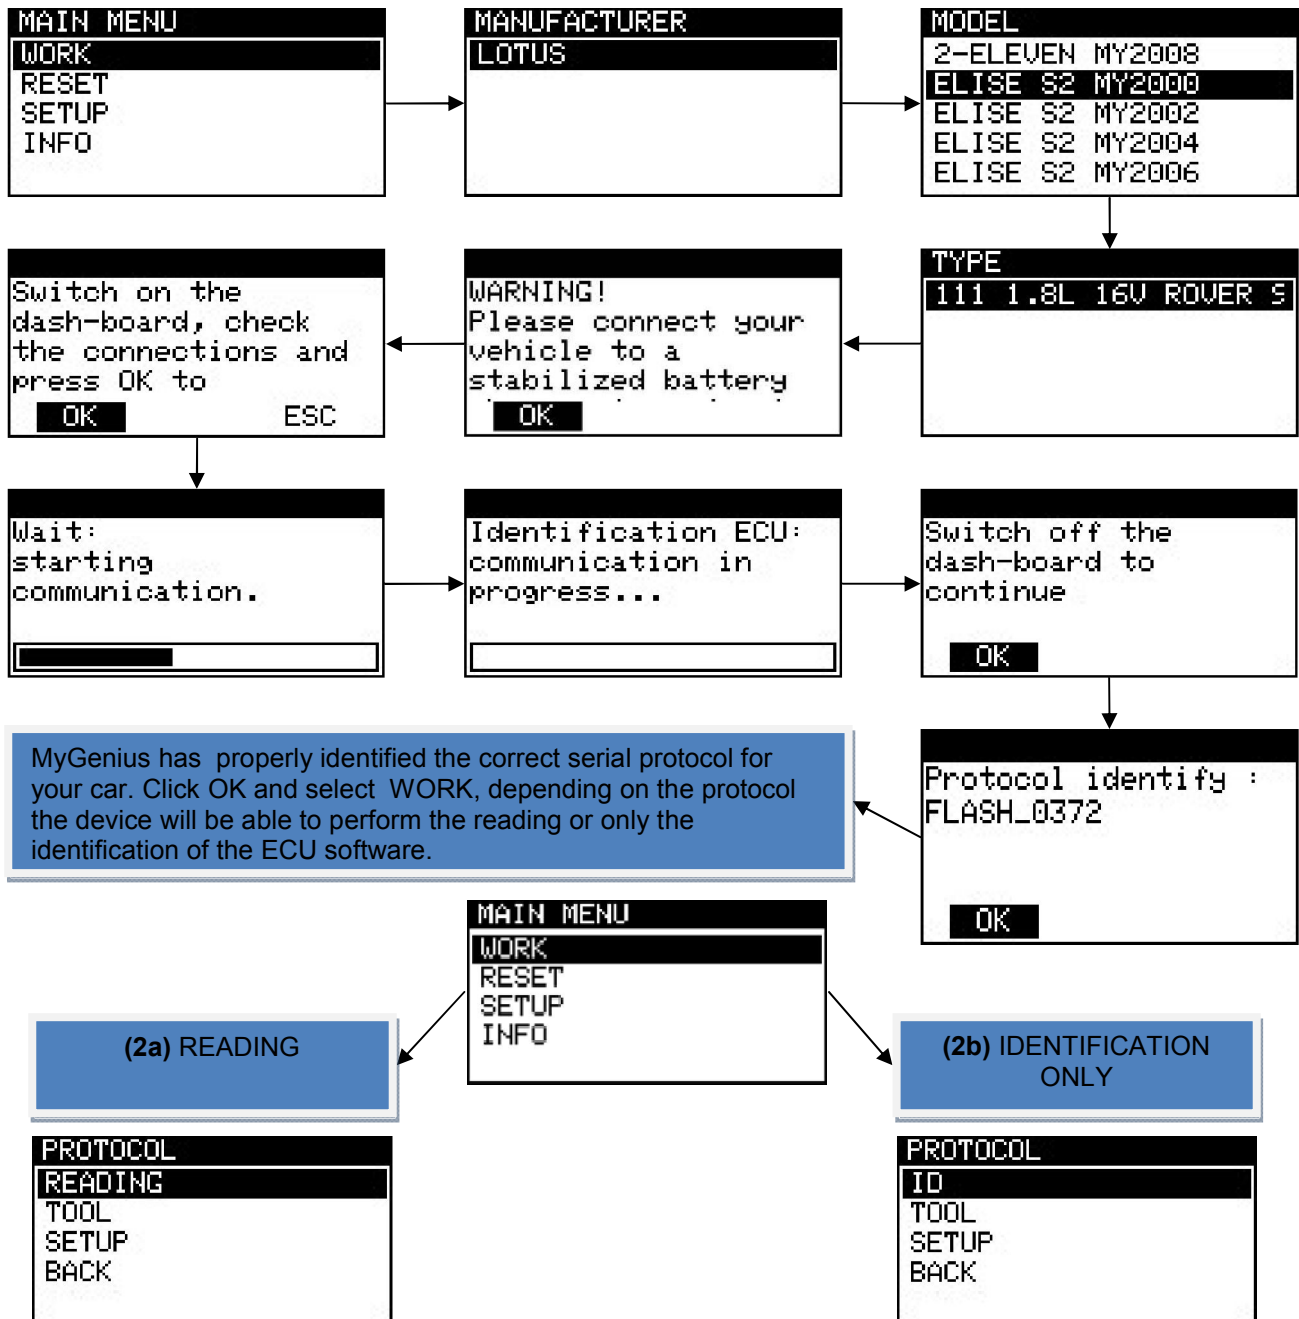 MAIN MENU
WORK
RESET
SETUP
INFO
MANUFACTURER
LOTUS
MODEL
2-ELEVEN MY2008
ELISE S2 MY2000
ELISE S2 MY2002
ELISE S2 MY2004
ELISE S2 MY2006
TYPE
111 1.8L 16V ROVER S
WARNING!
Please connect your
vehicle to a
stabilized battery
OK
Switch on the
dash-board, check
the connections and
press OK to
OK ESC
Wait:
starting
communication.
Identification ECU:
communication in
progress...
Switch off the
dash-board to
continue
OK
Protocol identify :
FLASH_0372
OK
MyGenius has properly identified the correct serial protocol for
your car. Click OK and select WORK, depending on the protocol
the device will be able to perform the reading or only the
identification of the ECU software.
MAIN MENU
WORK
RESET
SETUP
INFO
(2a) READING
(2b) IDENTIFICATION
ONLY
PROTOCOL
READING
TOOL
SETUP
BACK
PROTOCOL
ID
TOOL
SETUP
BACK